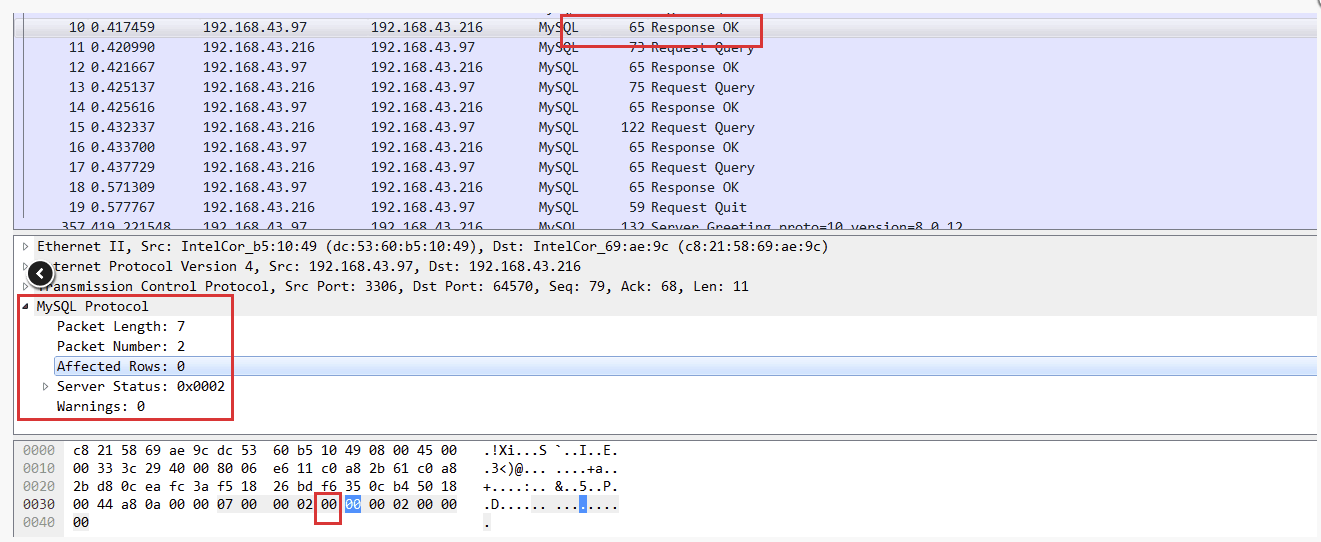 10 0.417459 192.168.43.97 192.168.43.216 MySQL 65 Response OK
11 0.420990 192.168.43.216 192.168.43.97 MySQL 73 Request Query
12 0.421667 192.168.43.97 192.168.43.216 MySQL 65 Response OK
13 0.425137 192.168.43.216 192.168.43.97 MySQL 75 Request Query
14 0.425616 192.168.43.97 192.168.43.216 MySQL 65 Response OK
15 0.432337 192.168.43.216 192.168.43.97 MySQL 122 Request Query
16 0.433700 192.168.43.97 192.168.43.216 MySQL 65 Response OK
17 0.437729 192.168.43.216 192.168.43.97 MySQL 65 Request Query
18 0.571309 192.168.43.97 192.168.43.216 MySQL 65 Response OK
19 0.577767 192.168.43.216 192.168.43.97 MySQL 59 Request Quit
357 419.221548 192.168.43.97 192.168.43.216 MySQL 132 Server Greeting proto=10 version=8.0.12
Ethernet II, Src: IntelCor_b5:10:49 (dc:53:60:b5:10:49), Dst: IntelCor_69:ae:9c (c8:21:58:69:ae:9c)
nternet Protocol Version 4, Src: 192.168.43.97, Dst: 192.168.43.216
Transmission Control Protocol, Src Port: 3306, Dst Port: 64570, Seq: 79, Ack: 68, Len: 11
MySQL Protocol
Packet Length: 7
Packet Number: 2
Affected Rows: 0
Server Status: 0x0002
Warnings: 0
0000 c8 21 58 69 ae 9c dc 53 60 b5 10 49 08 00 45 00 .!Xi...S `..I..E.
0010 00 33 3c 29 40 00 80 06 e6 11 c0 a8 2b 61 c0 a8 .3<)@... ....+a..
0020 2b d8 0c ea fc 3a f5 18 26 bd f6 35 0c b4 50 18 +....:.. &..5..P.
0030 00 44 a8 0a 00 00 07 00 00 02 00 00 00 02 00 00 .D...... ........
0040 00 .